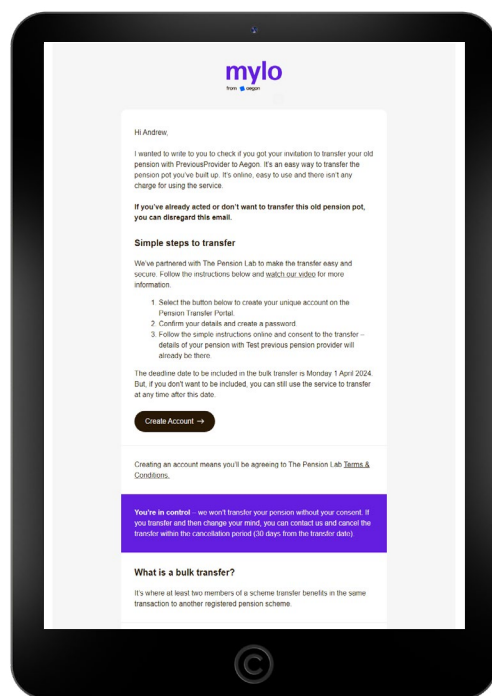 mylo
from aegon
Hi Andrew,
I wanted to write to you to check if you got your invitation to transfer your old
pension with PreviousProvider to Aegon. It's an easy way to transfer the
pension pot you've built up. It's online, easy to use and there isn't any
charge for using the service.
If you've already acted or don't want to transfer this old pension pot,
you can disregard this email.
Simple steps to transfer
We've partnered with The Pension Lab to make the transfer easy and
secure. Follow the instructions below and watch our video for more
information.
1. Select the button below to create your unique account on the
Pension Transfer Portal.
2. Confirm your details and create a password.
3. Follow the simple instructions online and consent to the transfer –
details of your pension with Test previous pension provider will
already be there.
The deadline date to be included in the bulk transfer is Monday 1 April 2024.
But, if you don't want to be included, you can still use the service to transfer
at any time after this date.
Create Account →
Creating an account means you'll be agreeing to The Pension Lab Terms &
Conditions.
You're in control – we won't transfer your pension without your consent. If
you transfer and then change your mind, you can contact us and cancel the
transfer within the cancellation period (30 days from the transfer date).
What is a bulk transfer?
It's where at least two members of a scheme transfer benefits in the same
transaction to another registered pension scheme.
©